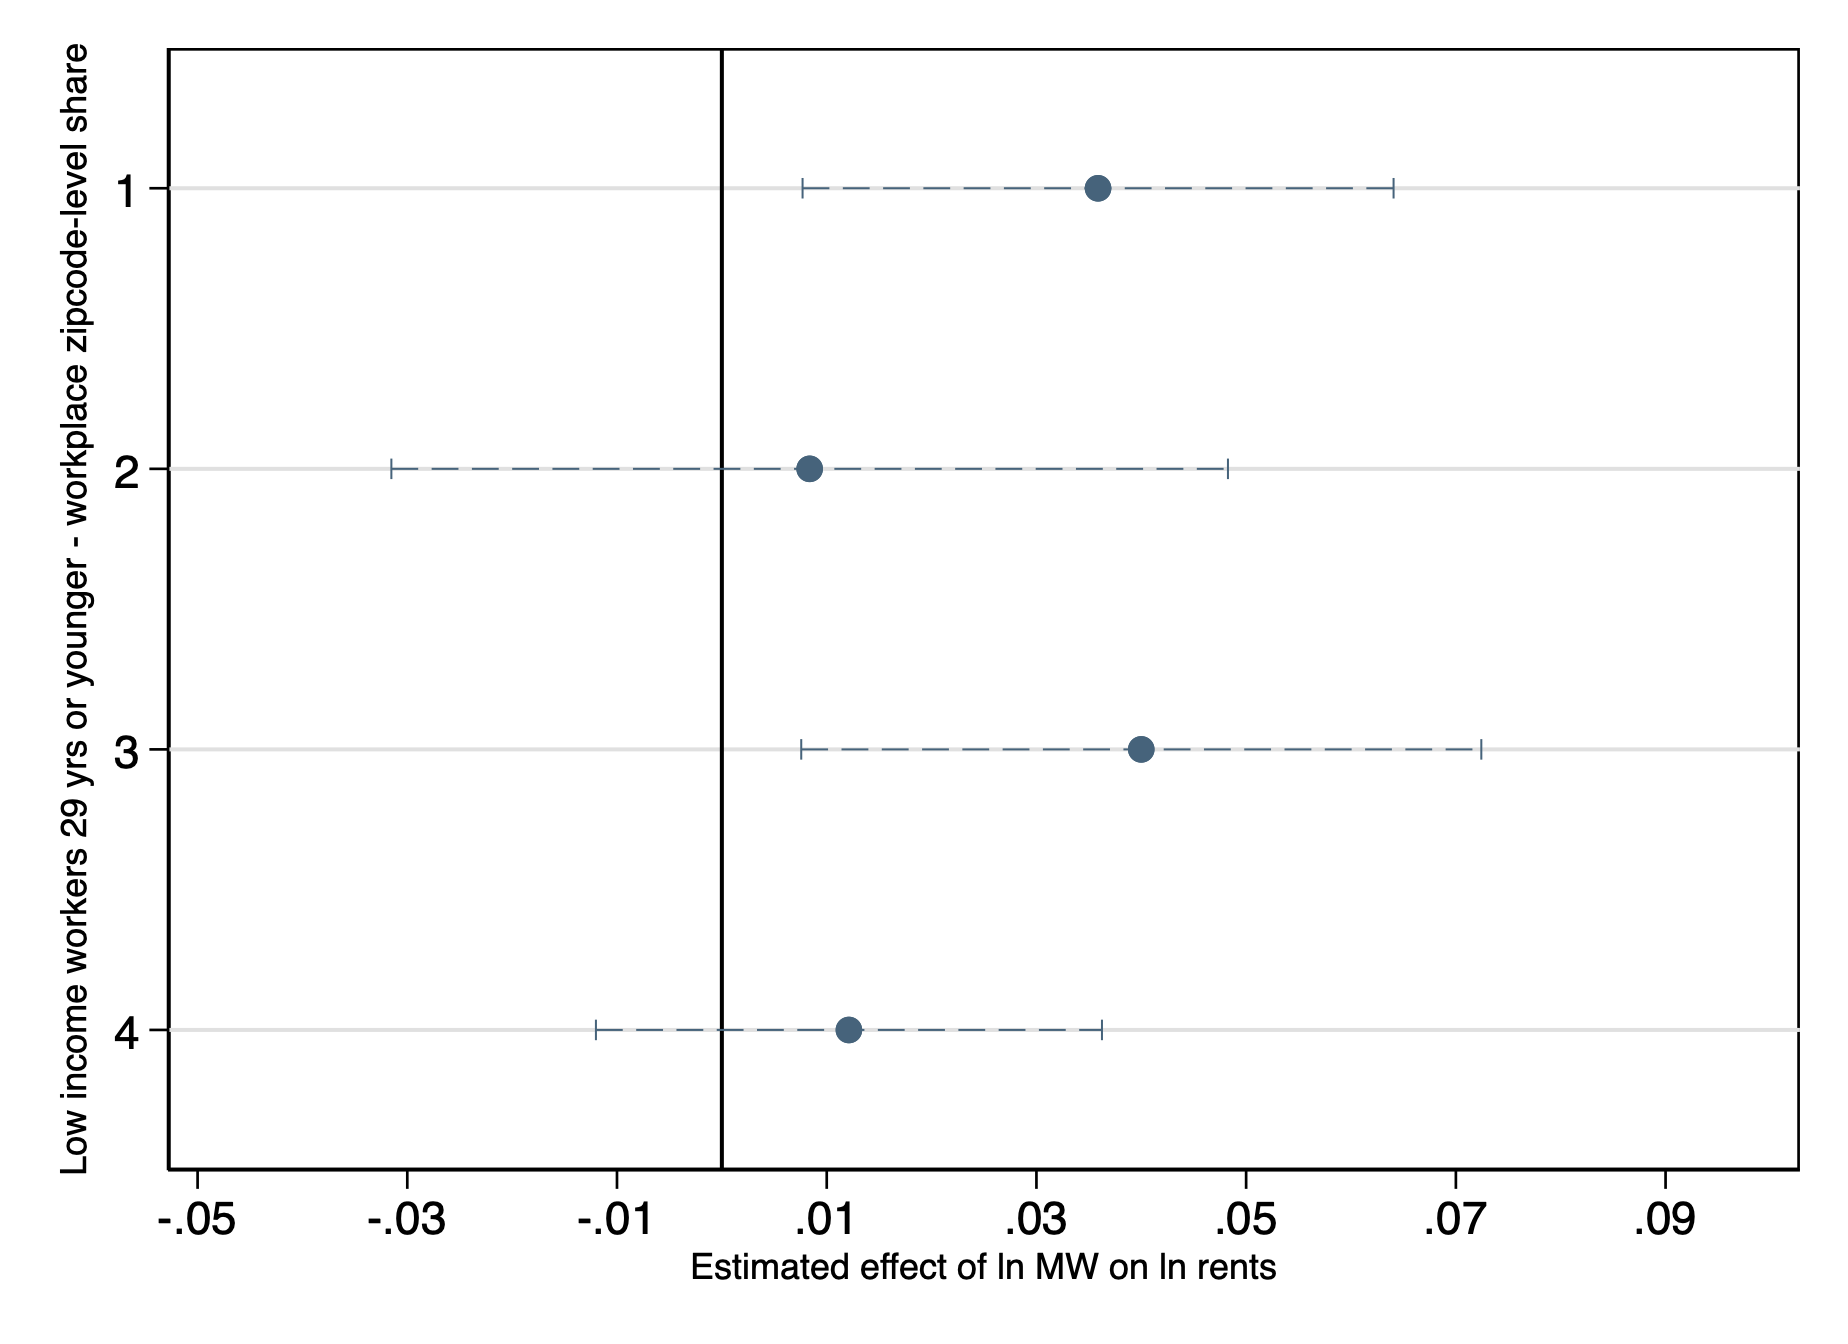 Low income workers 29 yrs or younger - workplace zipcode-level share
1
2
3
4
-.05 -.03 -.01 .01 .03 .05 .07 .09
Estimated effect of ln MW on ln rents